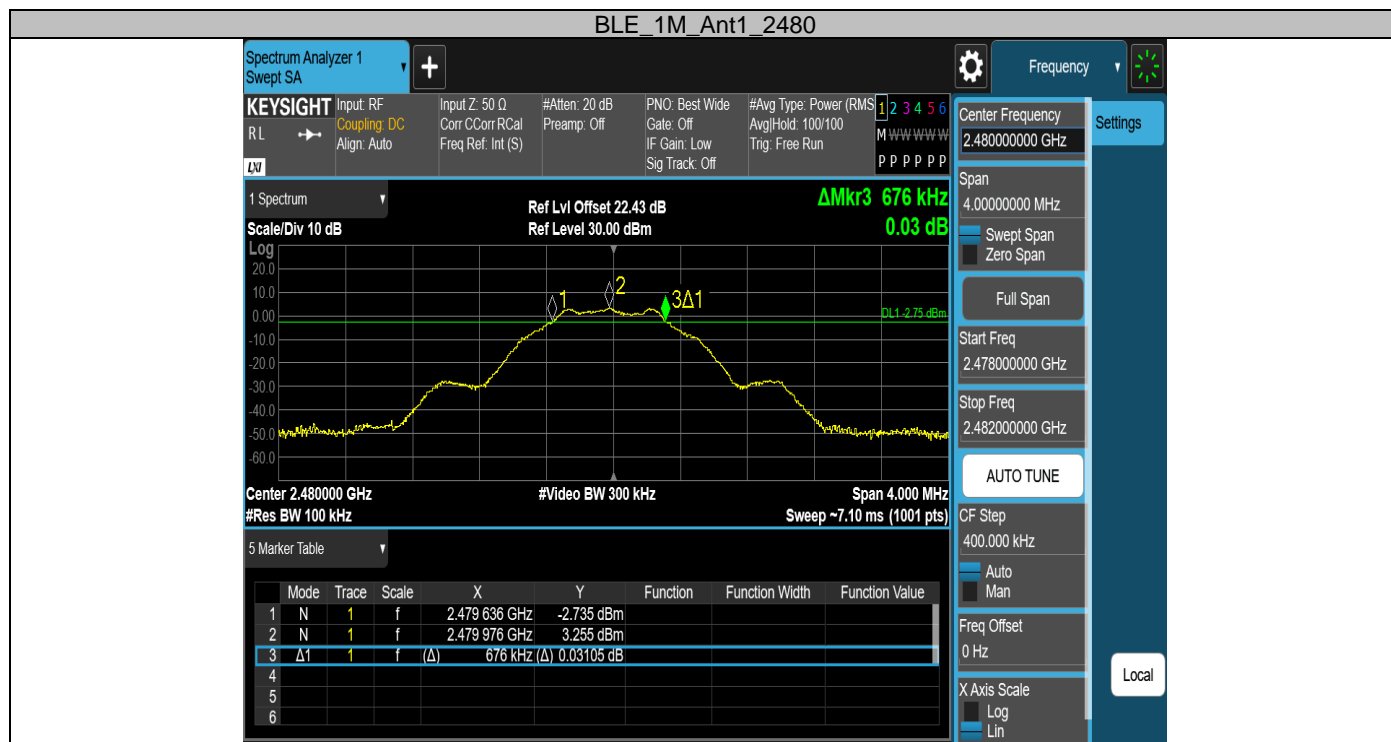 BLE_1M_Ant1_2480
Spectrum Analyzer 1
Swept SA
+
Frequency
KEYSIGHT
RL
LXI
Input: RF
Coupling: DC
Align: Auto
Input Z: 50 Ω
Corr CCorr RCal
Freq Ref: Int (S)
#Atten: 20 dB
Preamp: Off
PNO: Best Wide
Gate: Off
IF Gain: Low
Sig Track: Off
#Avg Type: Power (RMS
Avg|Hold: 100/100
Trig: Free Run
1 2 3 4 5 6
M W W W W W
P P P P P P
1 Spectrum
Scale/Div 10 dB
Ref Lvl Offset 22.43 dB
Ref Level 30.00 dBm
ΔMkr3 676 kHz
0.03 dB
Log
20.0
10.0
0.00
-10.0
-20.0
-30.0
-40.0
-50.0
-60.0
1
2
3Δ1
DL1 -2.75 dBm
Center 2.480000 GHz
#Video BW 300 kHz
Span 4.000 MHz
#Res BW 100 kHz
Sweep ~7.10 ms (1001 pts)
5 Marker Table
Mode Trace Scale X Y Function Function Width Function Value
1 N 1 f 2.479 636 GHz -2.735 dBm
2 N 1 f 2.479 976 GHz 3.255 dBm
3 Δ1 1 f (Δ) 676 kHz (Δ) 0.03105 dB
4
5
6
Center Frequency
2.480000000 GHz
Settings
Span
4.00000000 MHz
Swept Span
Zero Span
Full Span
Start Freq
2.478000000 GHz
Stop Freq
2.482000000 GHz
AUTO TUNE
CF Step
400.000 kHz
Auto
Man
Freq Offset
0 Hz
X Axis Scale
Log
Lin
Local